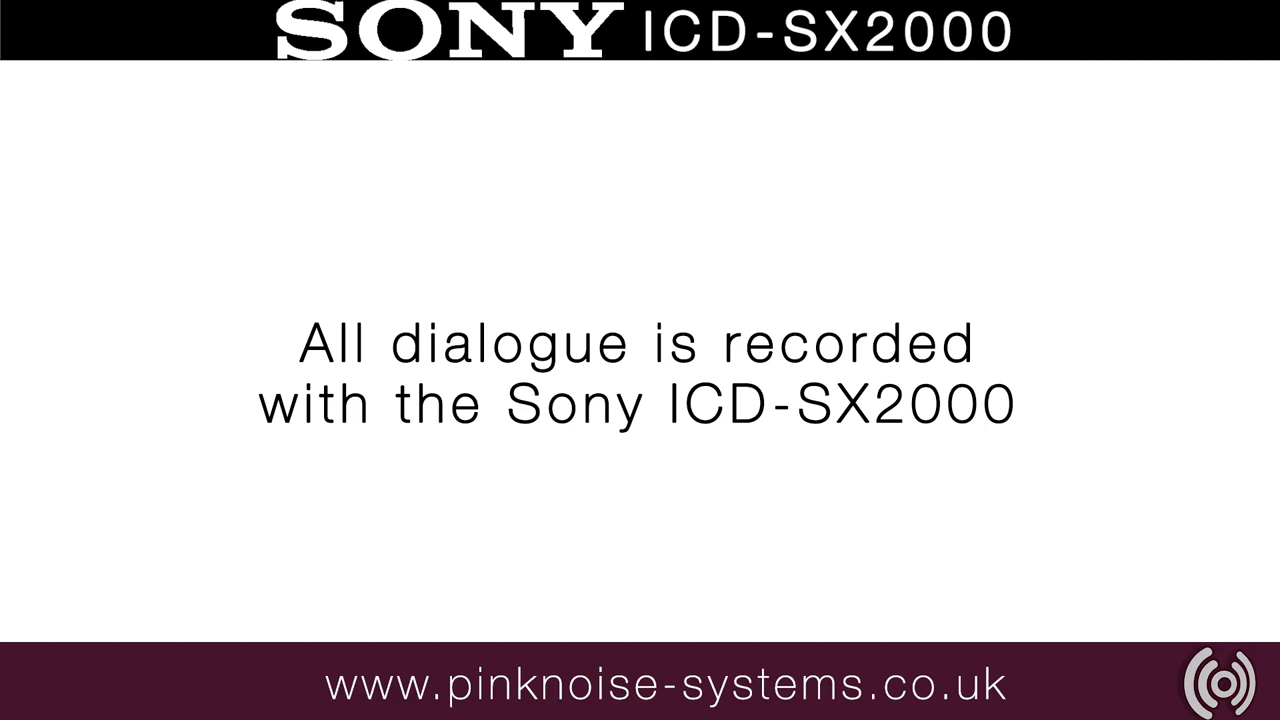 SONY ICD-SX2000
All dialogue is recorded
with the Sony ICD-SX2000
www.pinknoise-systems.co.uk